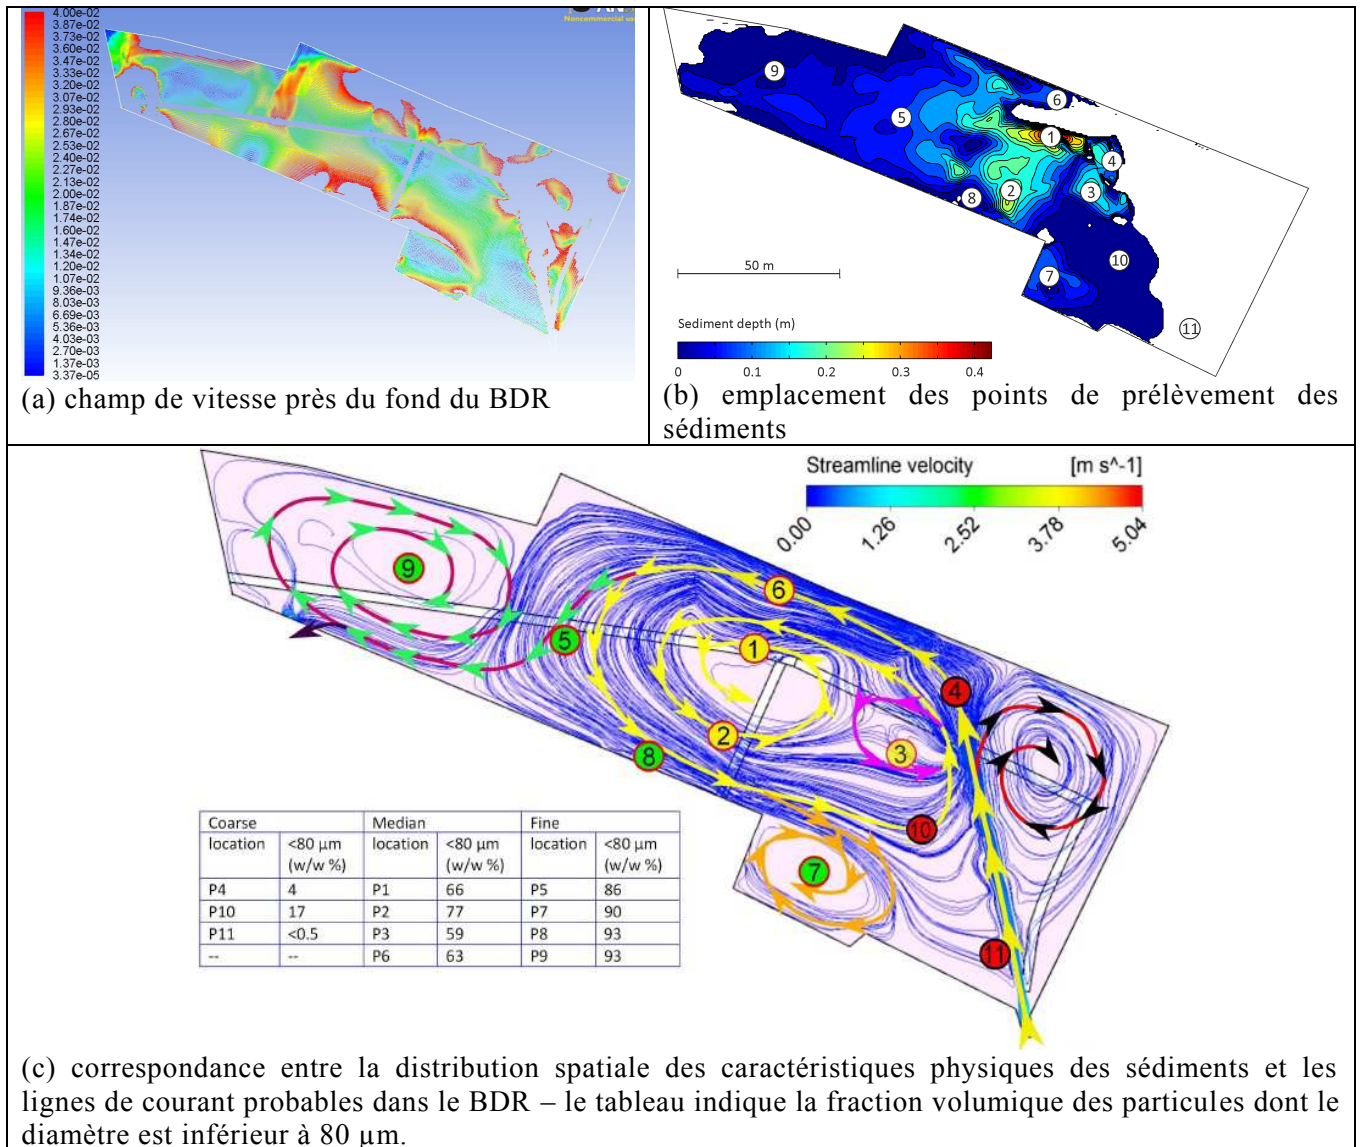 AN
Noncommercial use
4.00e-02
3.73e-02
3.60e-02
3.47e-02
3.33e-02
3.20e-02
3.07e-02
2.93e-02
2.80e-02
2.67e-02
2.53e-02
2.40e-02
2.27e-02
2.13e-02
2.00e-02
1.87e-02
1.74e-02
1.60e-02
1.47e-02
1.34e-02
1.20e-02
1.07e-02
9.36e-03
8.03e-03
6.69e-03
5.36e-03
4.03e-03
2.70e-03
1.37e-03
3.37e-05
(a) champ de vitesse près du fond du BDR
9
6
5
1
4
2
3
8
10
7
11
50 m
Sediment depth (m)
0 0.1 0.2 0.3 0.4
(b) emplacement des points de prélèvement des
sédiments
Streamline velocity [m s^-1]
0.00 1.26 2.52 3.78 5.04
9
6
5
1
4
2
3
8
10
7
11
Coarse Median Fine
location <80 µm location <80 µm location <80 µm
(w/w %) (w/w %) (w/w %)
P4 4 P1 66 P5 86
P10 17 P2 77 P7 90
P11 <0.5 P3 59 P8 93
-- -- P6 63 P9 93
(c) correspondance entre la distribution spatiale des caractéristiques physiques des sédiments et les
lignes de courant probables dans le BDR – le tableau indique la fraction volumique des particules dont le
diamètre est inférieur à 80 µm.